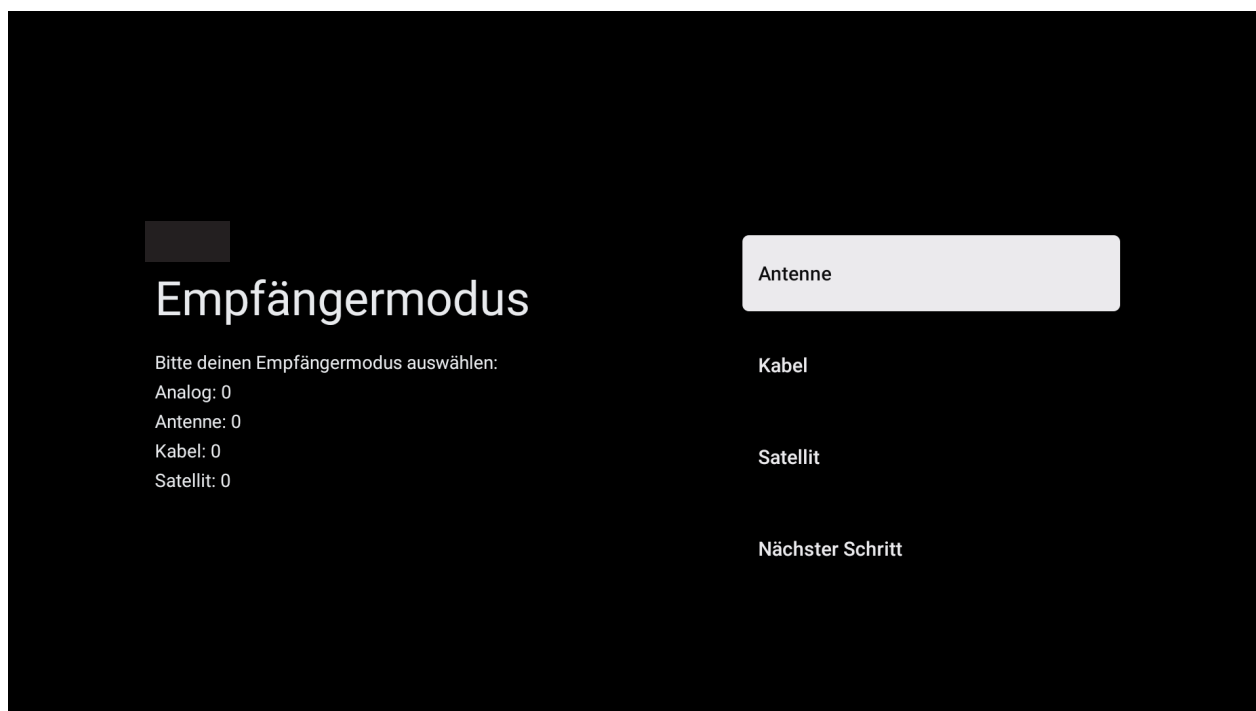 Empfängermodus
Bitte deinen Empfängermodus auswählen:
Analog: 0
Antenne: 0
Kabel: 0
Satellit: 0
Antenne
Kabel
Satellit
Nächster Schritt